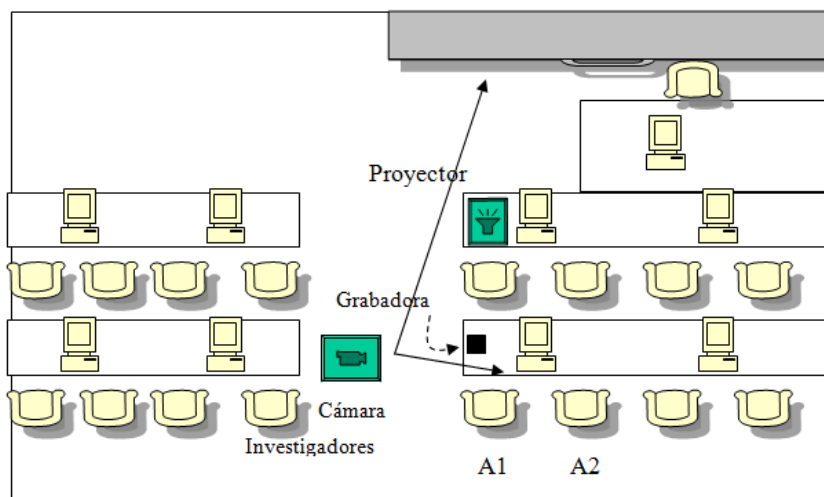 Proyector
Grabadora
Cámara
Investigadores
A1
A2